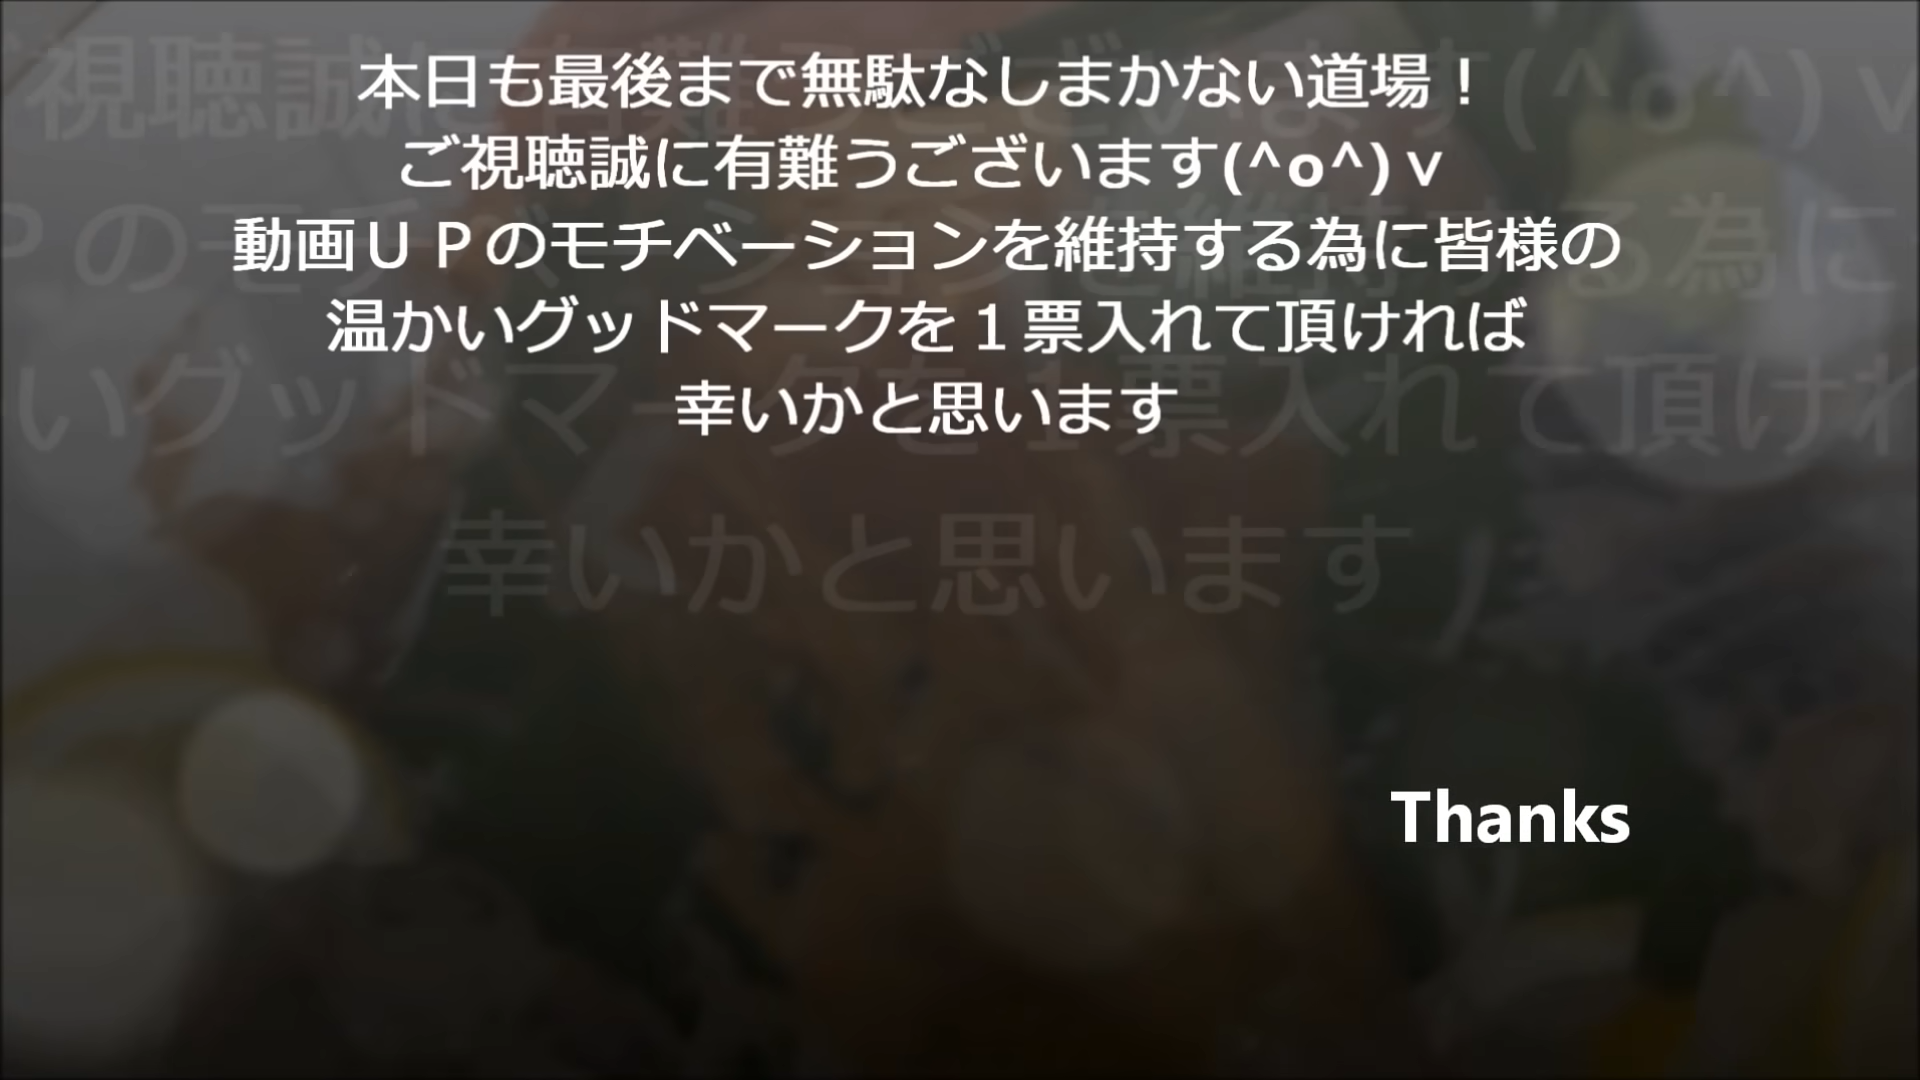 本日も最後まで無駄なしまかない道場！
ご視聴誠に有難うございます(^o^)ｖ
動画ＵＰのモチベーションを維持する為に皆様の
温かいグッドマークを１票入れて頂ければ
幸いかと思います
Thanks